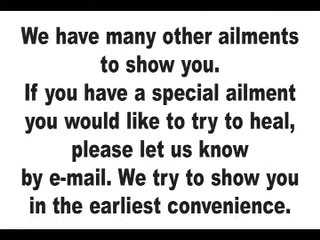 We have many other ailments
to show you.
If you have a special ailment
you would like to try to heal,
please let us know
by e-mail. We try to show you
in the earliest convenience.